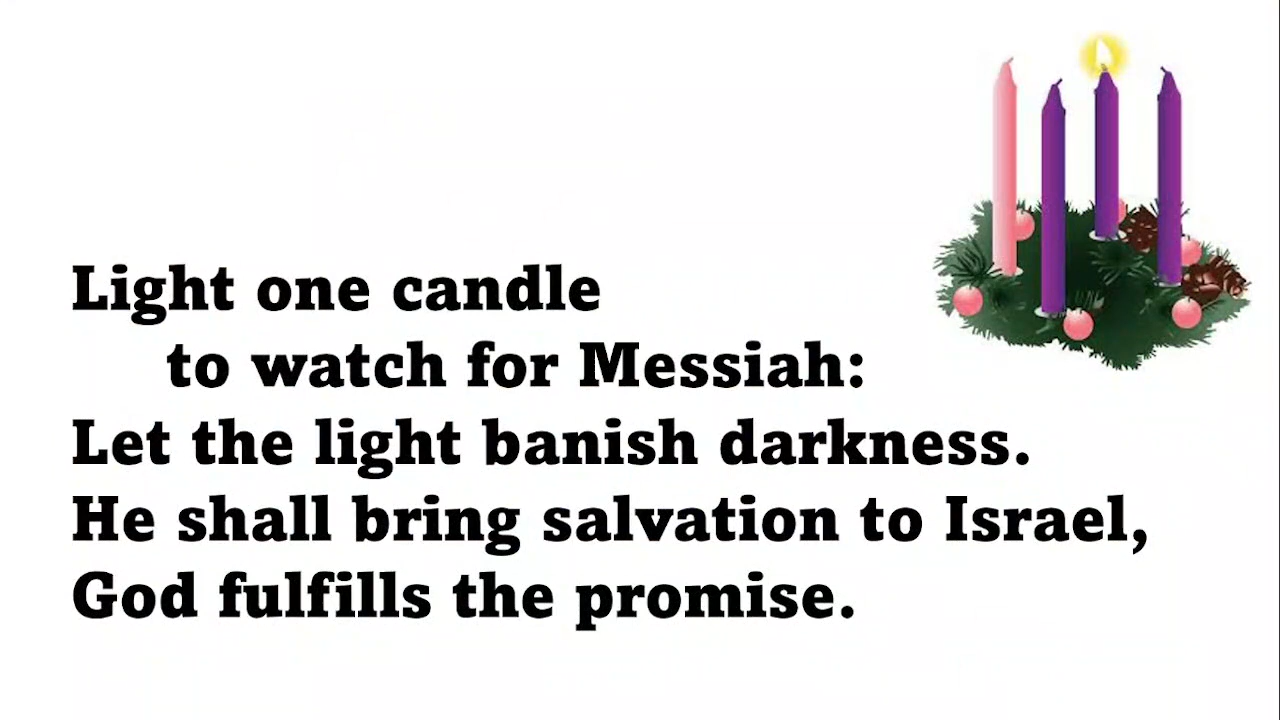 Light one candle
to watch for Messiah:
Let the light banish darkness.
He shall bring salvation to Israel,
God fulfills the promise.